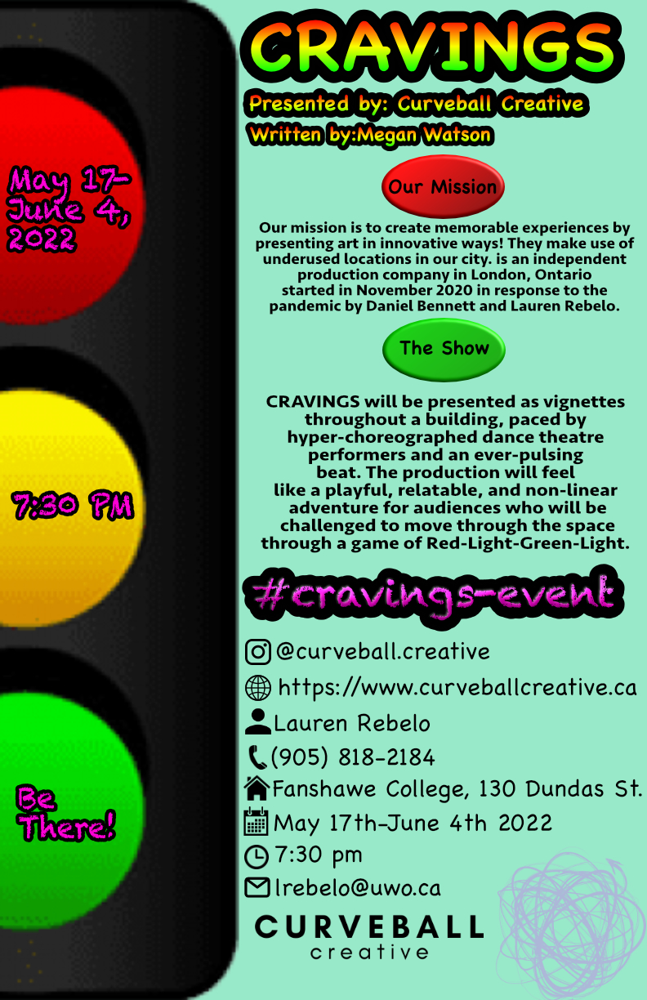 CRAVINGS
Presented by: Curveball Creative
Written by:Megan Watson
May 17-
June 4,
2022
Our Mission
Our mission is to create memorable experiences by
presenting art in innovative ways! They make use of
underused locations in our city. is an independent
production company in London, Ontario
started in November 2020 in response to the
pandemic by Daniel Bennett and Lauren Rebelo.
The Show
CRAVINGS will be presented as vignettes
throughout a building, paced by
hyper-choreographed dance theatre
performers and an ever-pulsing
beat. The production will feel
like a playful, relatable, and non-linear
adventure for audiences who will be
challenged to move through the space
through a game of Red-Light-Green-Light.
7:30 PM
#cravings-event
@curveball.creative
https://www.curveballcreative.ca
Lauren Rebelo
(905) 818-2184
Fanshawe College, 130 Dundas St.
May 17th-June 4th 2022
7:30 pm
lrebelo@uwo.ca
Be
There!
CURVEBALL
creative